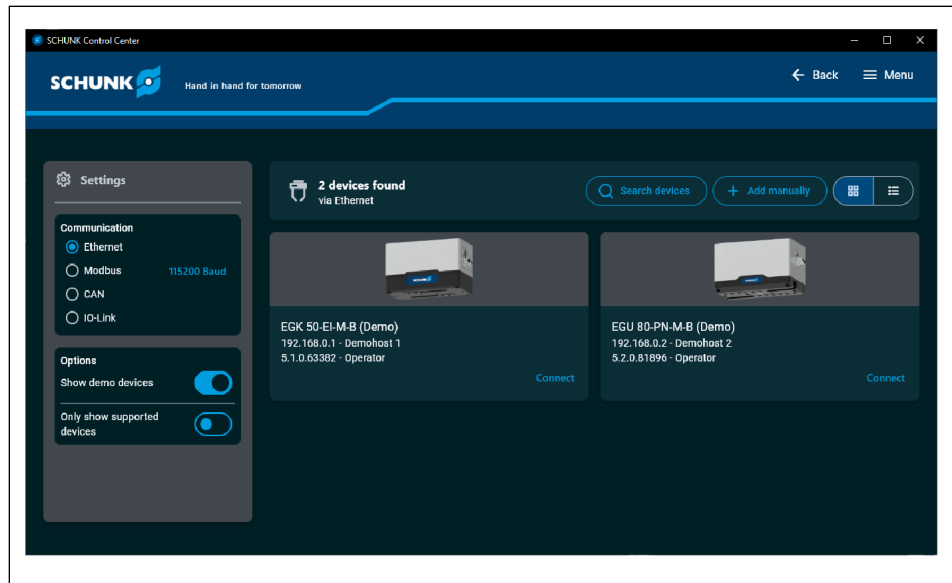 SCHUNK Control Center
SCHUNK
Hand in hand for tomorrow
Back
Menu
Settings
Communication
Ethernet
Modbus
115200 Baud
CAN
IO-Link
Options
Show demo devices
Only show supported
devices
2 devices found
via Ethernet
Search devices
Add manually
EGK 50-EI-M-B (Demo)
192.168.0.1 - Demohost 1
5.1.0.63382 - Operator
Connect
EGU 80-PN-M-B (Demo)
192.168.0.2 - Demohost 2
5.2.0.81896 - Operator
Connect